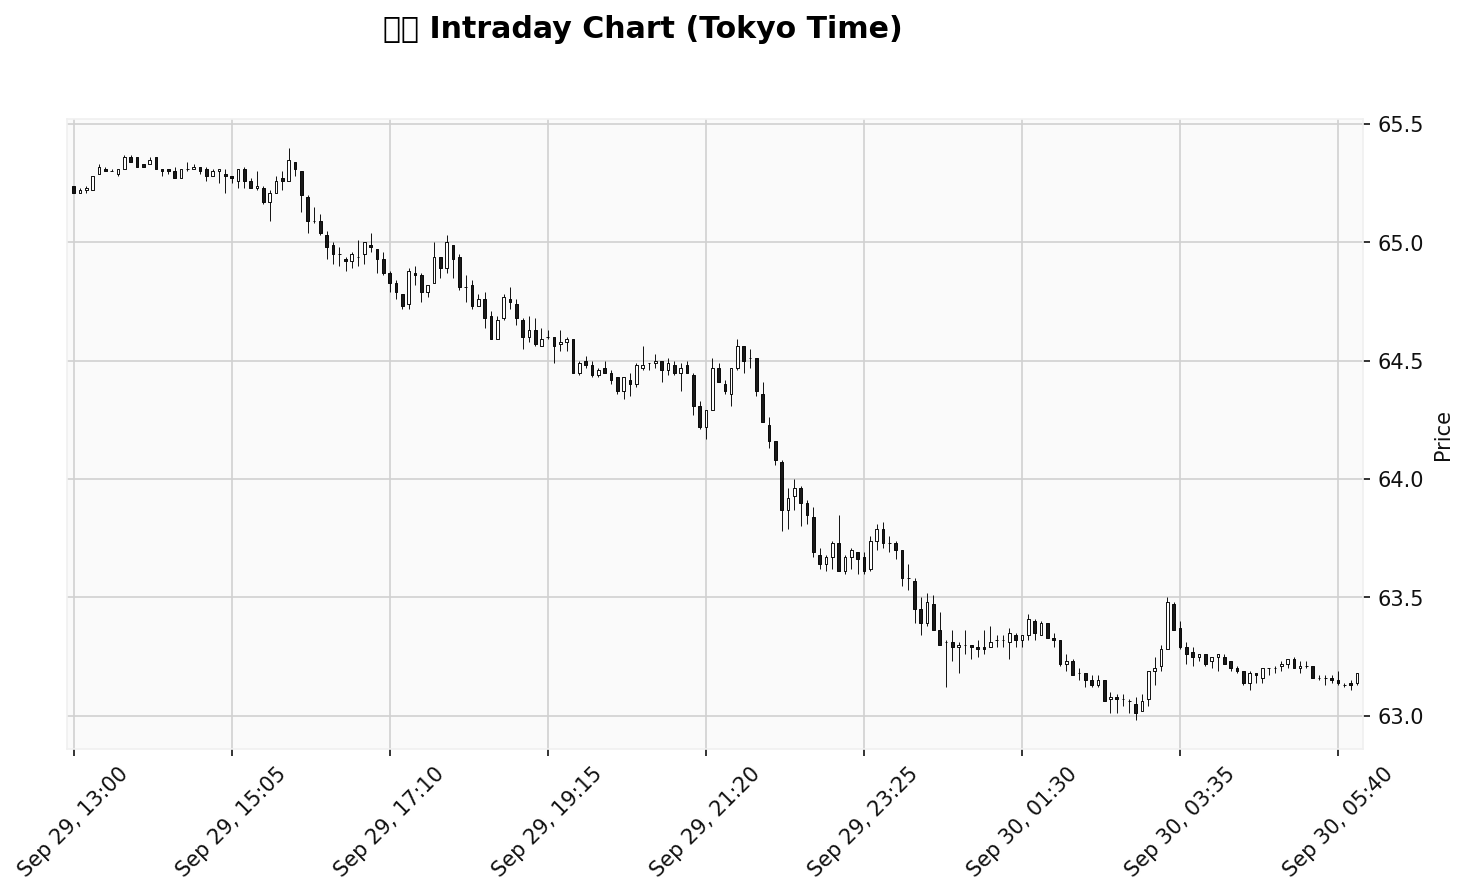 Intraday Chart (Tokyo Time)
65.5
65.0
64.5
64.0
63.5
63.0
Price
Sep 29, 13:00
Sep 29, 15:05
Sep 29, 17:10
Sep 29, 19:15
Sep 29, 21:20
Sep 29, 23:25
Sep 30, 01:30
Sep 30, 03:35
Sep 30, 05:40